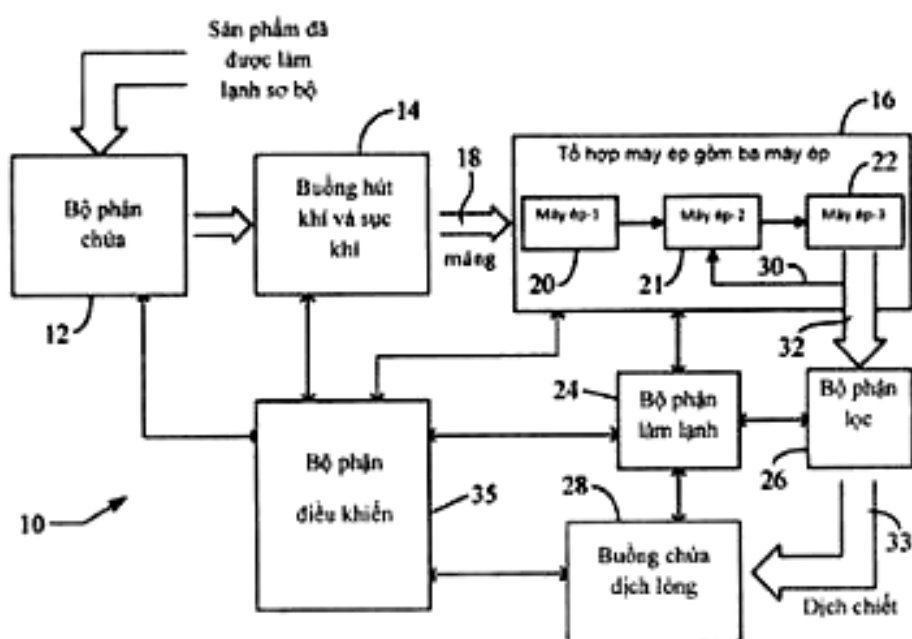 Sản phẩm đã
được làm
lạnh sơ bộ
14
16
Bộ phận
chứa
12
Buồng hút
khí và sục
khí
18
máng
Tổ hợp máy ép gồm ba máy ép
22
Máy ép-1
Máy ép-2
Máy ép-3
20
21
30
32
24
Bộ phận
làm lạnh
Bộ phận
lọc
26
Bộ phận
điều khiển
35
10
28
Buồng chứa
dịch lỏng
33
Dịch chiết